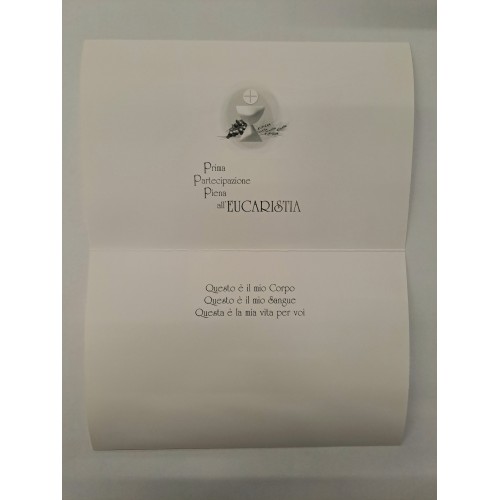 Prima
Partecipazione
Piena
all'EUCARISTIA
Questo è il mio Corpo
Questo è il mio Sangue
Questa è la mia vita per voi